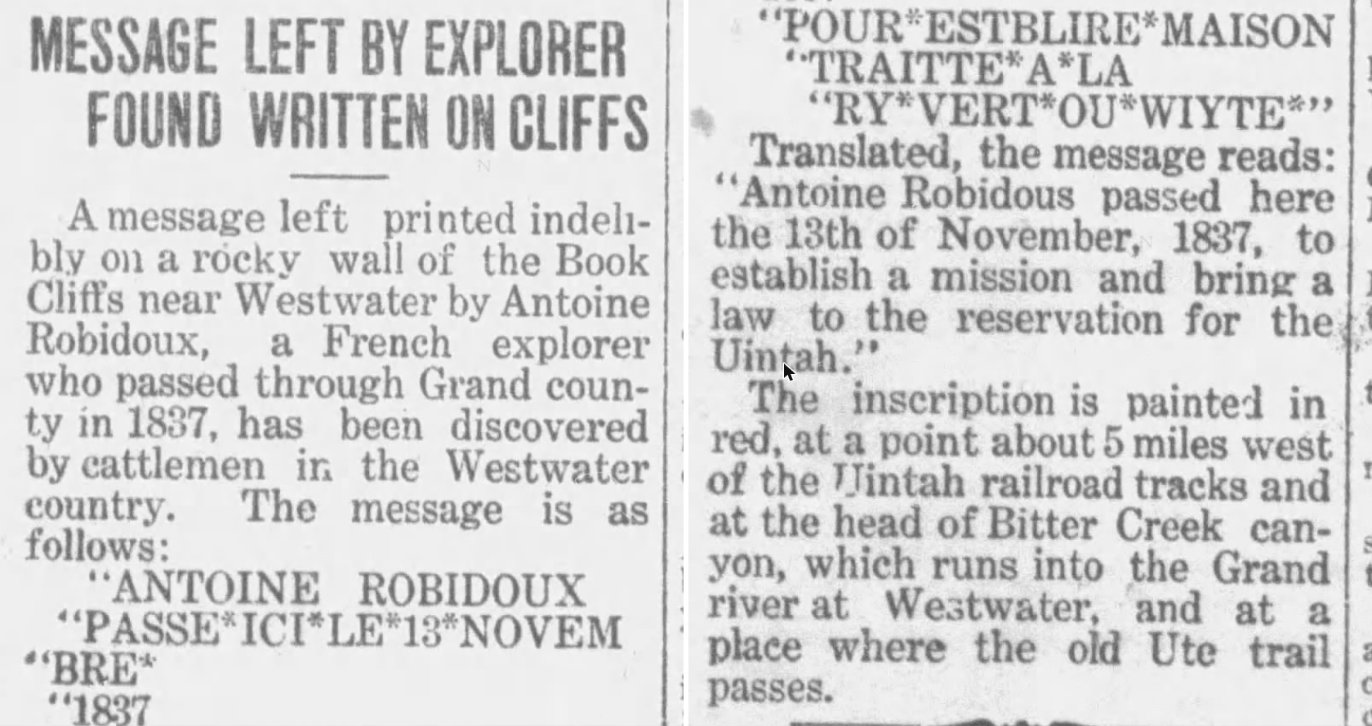 MESSAGE LEFT BY EXPLORER
FOUND WRITTEN ON CLIFFS
A message left printed indeli-
bly on a rocky wall of the Book
Cliffs near Westwater by Antoine
Robidoux, a French explorer
who passed through Grand coun-
ty in 1837, has been discovered
by cattlemen in the Westwater
country. The message is as
follows:
"ANTOINE ROBIDOUX
"PASSE*ICI*LE*13*NOVEM
"BRE*
"1837
"POUR*ESTBLIRE*MAISON
"TRAITTE*A*LA
"RY*VERT*OU*WIYTE*"
Translated, the message reads:
"Antoine Robidous passed here
the 13th of November, 1837, to
establish a mission and bring a
law to the reservation for the
Uintah."
The inscription is painted in
red, at a point about 5 miles west
of the Uintah railroad tracks and
at the head of Bitter Creek can-
yon, which runs into the Grand
river at Westwater, and at a
place where the old Ute trail
passes.